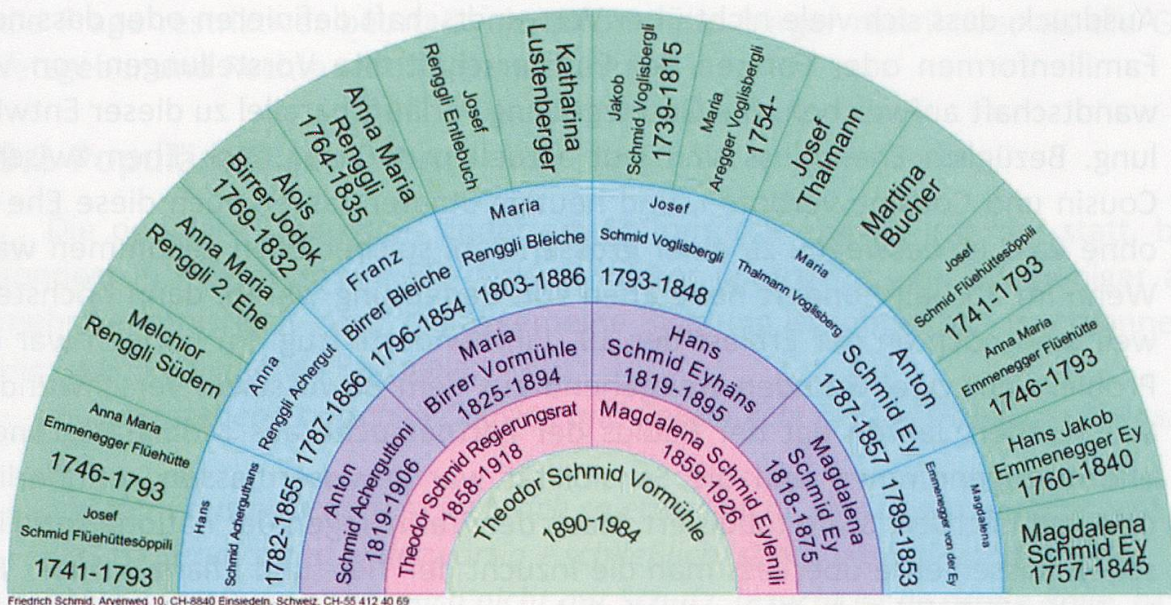 Katharina
Lustenberger
Jakob
Schmid Voglisbergli
1739-1815
Maria
Aregger Voglisbergli
1754-
Josef
Renggli Entlebuch
Josef
Thalmann
Anna Maria
Renggli
1764-1835
Martina
Bucher
Alois
Birrer Jodok
1769-1832
Josef
Schmid Flüehüttesöppili
1741-1793
Anna Maria
Renggli 2. Ehe
Anna Maria
Emmenegger Flüehütte
1746-1793
Melchior
Renggli Südern
Hans Jakob
Emmenegger Ey
1760-1840
Anna Maria
Emmenegger Flüehütte
1746-1793
Magdalena
Schmid Ey
1757-1845
Josef
Schmid Flüehüttesöppili
1741-1793
Hans
Schmid Acherguthans
1782-1855
Anna
Renggli Achergut
1787-1856
Franz
Birrer Bleiche
1796-1854
Maria
Renggli Bleiche
1803-1886
Josef
Schmid Voglisbergli
1793-1848
Maria
Thalmann Voglisberg
Anton
Schmid Ey
1787-1857
Magdalena
Emmenegger von der Ey
1789-1853
Anton
Schmid Acherguttoni
1819-1906
Maria
Birrer Vormühle
1825-1894
Hans
Schmid Eyhäns
1819-1895
Magdalena
Schmid Ey
1818-1875
Theodor Schmid Regierungsrat
1858-1918
Magdalena Schmid Eylenili
1859-1926
Theodor Schmid Vormühle
1890-1984
Friedrich Schmid, Arvenweg 10, CH-8840 Einsiedeln, Schweiz, CH-55 412 40 69